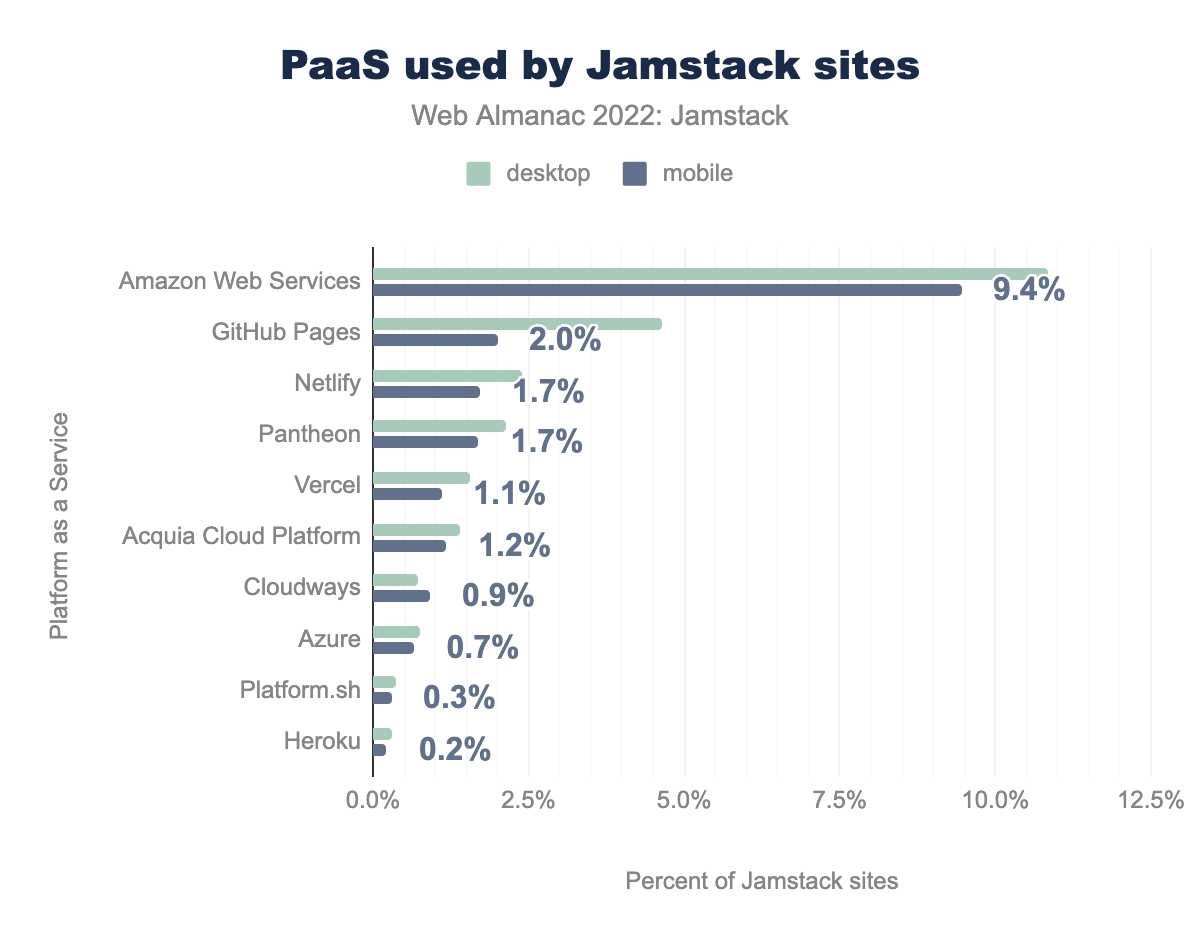 PaaS used by Jamstack sites
Web Almanac 2022: Jamstack
desktop mobile
Platform as a Service
Amazon Web Services 9.4%
GitHub Pages 2.0%
Netlify 1.7%
Pantheon 1.7%
Vercel 1.1%
Acquia Cloud Platform 1.2%
Cloudways 0.9%
Azure 0.7%
Platform.sh 0.3%
Heroku 0.2%
0.0% 2.5% 5.0% 7.5% 10.0% 12.5%
Percent of Jamstack sites